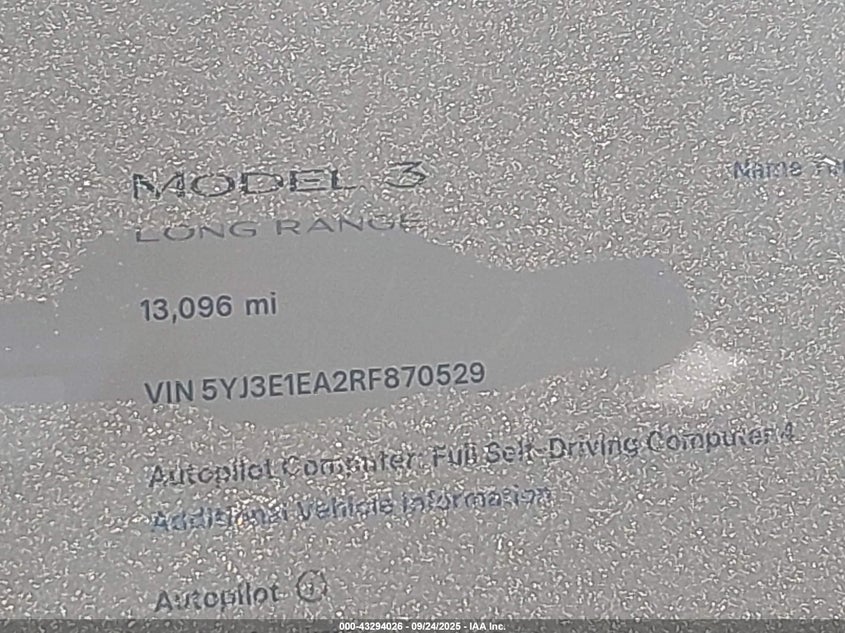 MODEL 3
Name
LONG RANGE
13,096 mi
VIN 5YJ3E1EA2RF870529
Autopilot Computer: Full Self-Driving Computer 4
Additional Vehicle Information
Autopilot
000-43294026 - 09/24/2025 - IAA Inc.